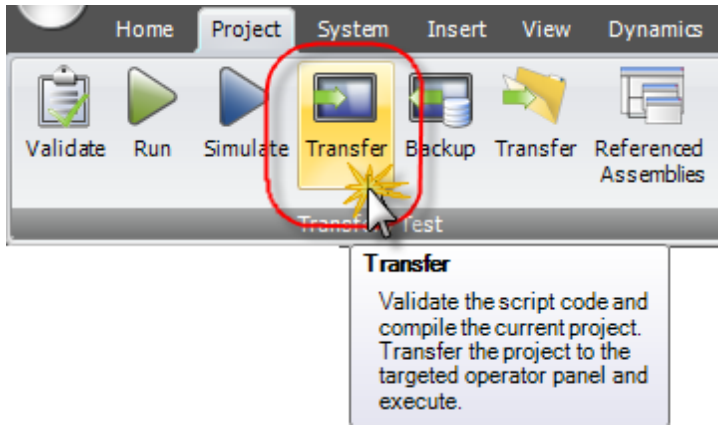 Home Project System Insert View Dynamics
Validate Run Simulate Transfer Backup Transfer Referenced
Assemblies
Test
Transfer
Validate the script code and
compile the current project.
Transfer the project to the
targeted operator panel and
execute.